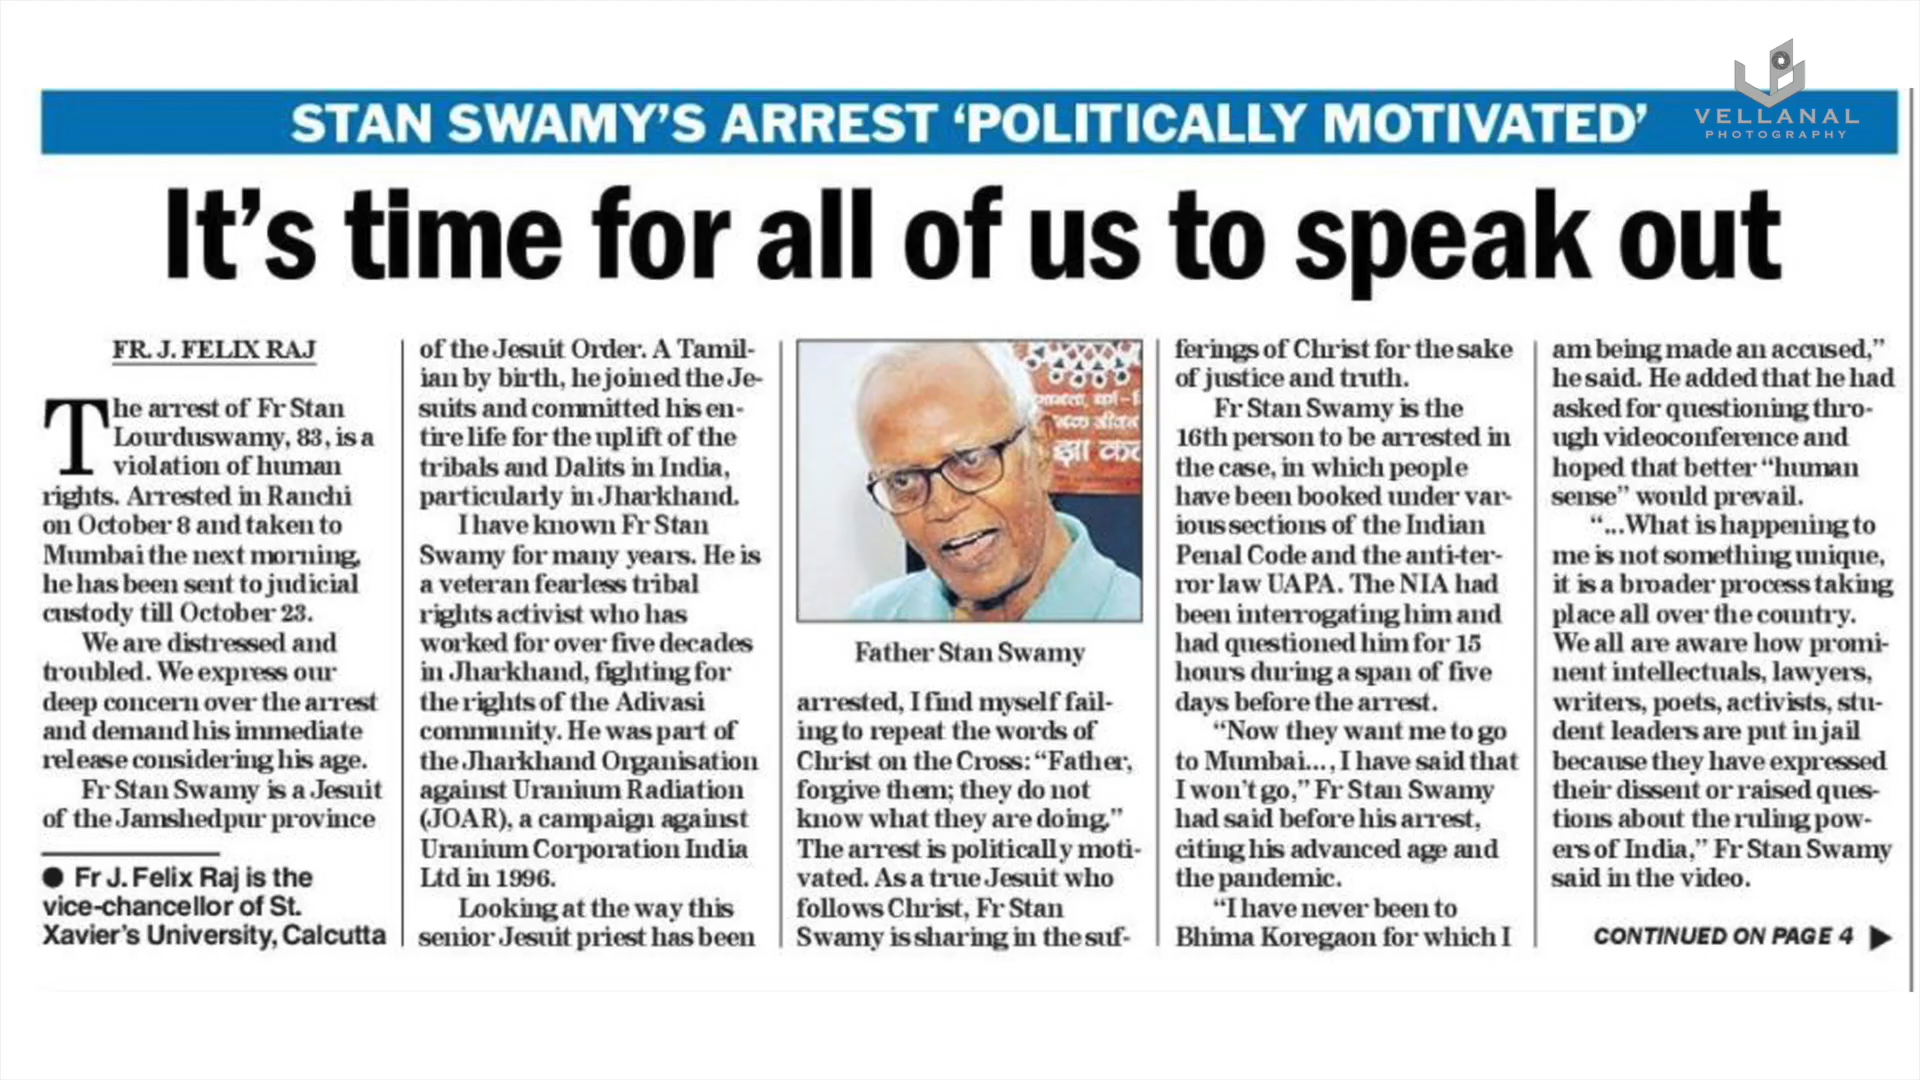 VELLANAL
PHOTOGRAPHY
STAN SWAMY'S ARREST 'POLITICALLY MOTIVATED'
It's time for all of us to speak out
FR. J. FELIX RAJ
The arrest of Fr Stan
Lourduswamy, 83, is a
violation of human
rights. Arrested in Ranchi
on October 8 and taken to
Mumbai the next morning,
he has been sent to judicial
custody till October 23.
We are distressed and
troubled. We express our
deep concern over the arrest
and demand his immediate
release considering his age.
Fr Stan Swamy is a Jesuit
of the Jamshedpur province
● Fr J. Felix Raj is the
vice-chancellor of St.
Xavier's University, Calcutta
of the Jesuit Order. A Tamil-
ian by birth, he joined the Je-
suits and committed his en-
tire life for the uplift of the
tribals and Dalits in India,
particularly in Jharkhand.
I have known Fr Stan
Swamy for many years. He is
a veteran fearless tribal
rights activist who has
worked for over five decades
in Jharkhand, fighting for
the rights of the Adivasi
community. He was part of
the Jharkhand Organisation
against Uranium Radiation
(JOAR), a campaign against
Uranium Corporation India
Ltd in 1996.
Looking at the way this
senior Jesuit priest has been
झा
Father Stan Swamy
arrested, I find myself fail-
ing to repeat the words of
Christ on the Cross: "Father,
forgive them; they do not
know what they are doing."
The arrest is politically moti-
vated. As a true Jesuit who
follows Christ, Fr Stan
Swamy is sharing in the suf-
ferings of Christ for the sake
of justice and truth.
Fr Stan Swamy is the
16th person to be arrested in
the case, in which people
have been booked under var-
ious sections of the Indian
Penal Code and the anti-ter-
ror law UAPA. The NIA had
been interrogating him and
had questioned him for 15
hours during a span of five
days before the arrest.
"Now they want me to go
to Mumbai..., I have said that
I won't go," Fr Stan Swamy
had said before his arrest,
citing his advanced age and
the pandemic.
"I have never been to
Bhima Koregaon for which I
am being made an accused,"
he said. He added that he had
asked for questioning thro-
ugh videoconference and
hoped that better "human
sense" would prevail.
"...What is happening to
me is not something unique,
it is a broader process taking
place all over the country.
We all are aware how promi-
nent intellectuals, lawyers,
writers, poets, activists, stu-
dent leaders are put in jail
because they have expressed
their dissent or raised ques-
tions about the ruling pow-
ers of India," Fr Stan Swamy
said in the video.
CONTINUED ON PAGE 4 ▶